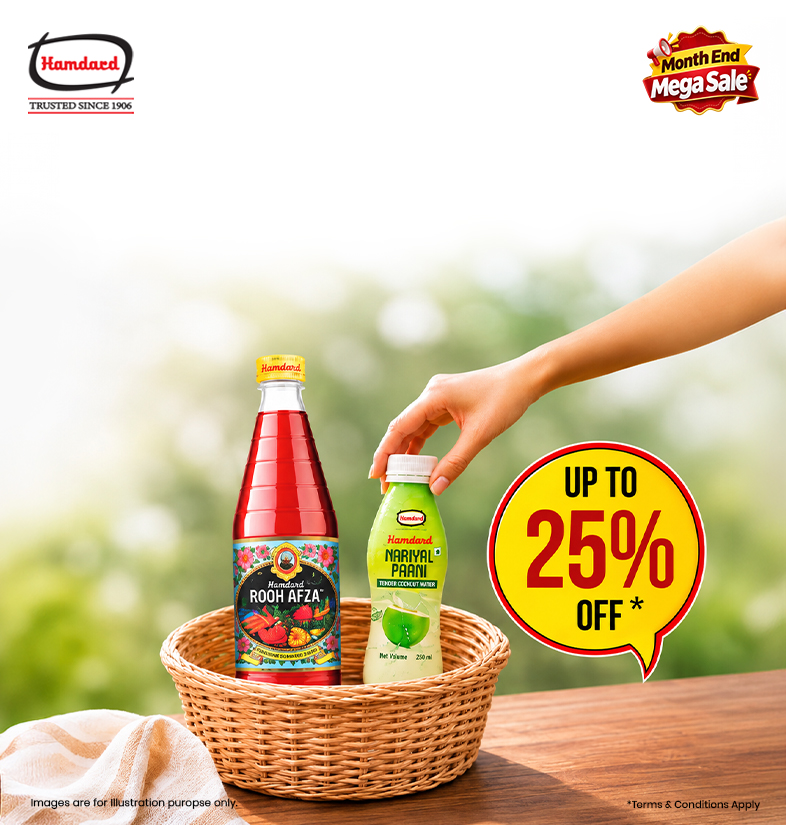 Hamdard
TRUSTED SINCE 1906
Month End
Mega Sale
Hamdard
Hamdard
ROOH AFZA
Hamdard
Hamdard
NARIYAL
PAANI
TENDER COCONUT WATER
Net Volume 250 ml
UP TO
25%
OFF *
Images are for Illustration puropse only.
*Terms & Conditions Apply